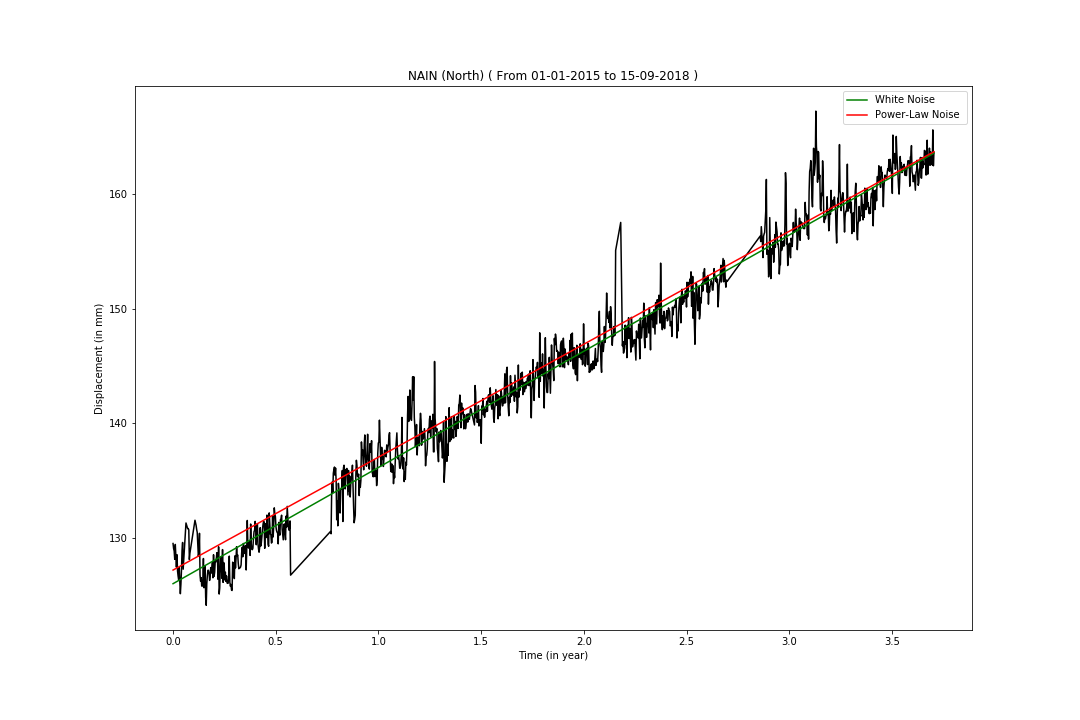 NAIN (North) ( From 01-01-2015 to 15-09-2018 )
White Noise
Power-Law Noise
160
150
140
130
Displacement (in mm)
0.0 0.5 1.0 1.5 2.0 2.5 3.0 3.5
Time (in year)